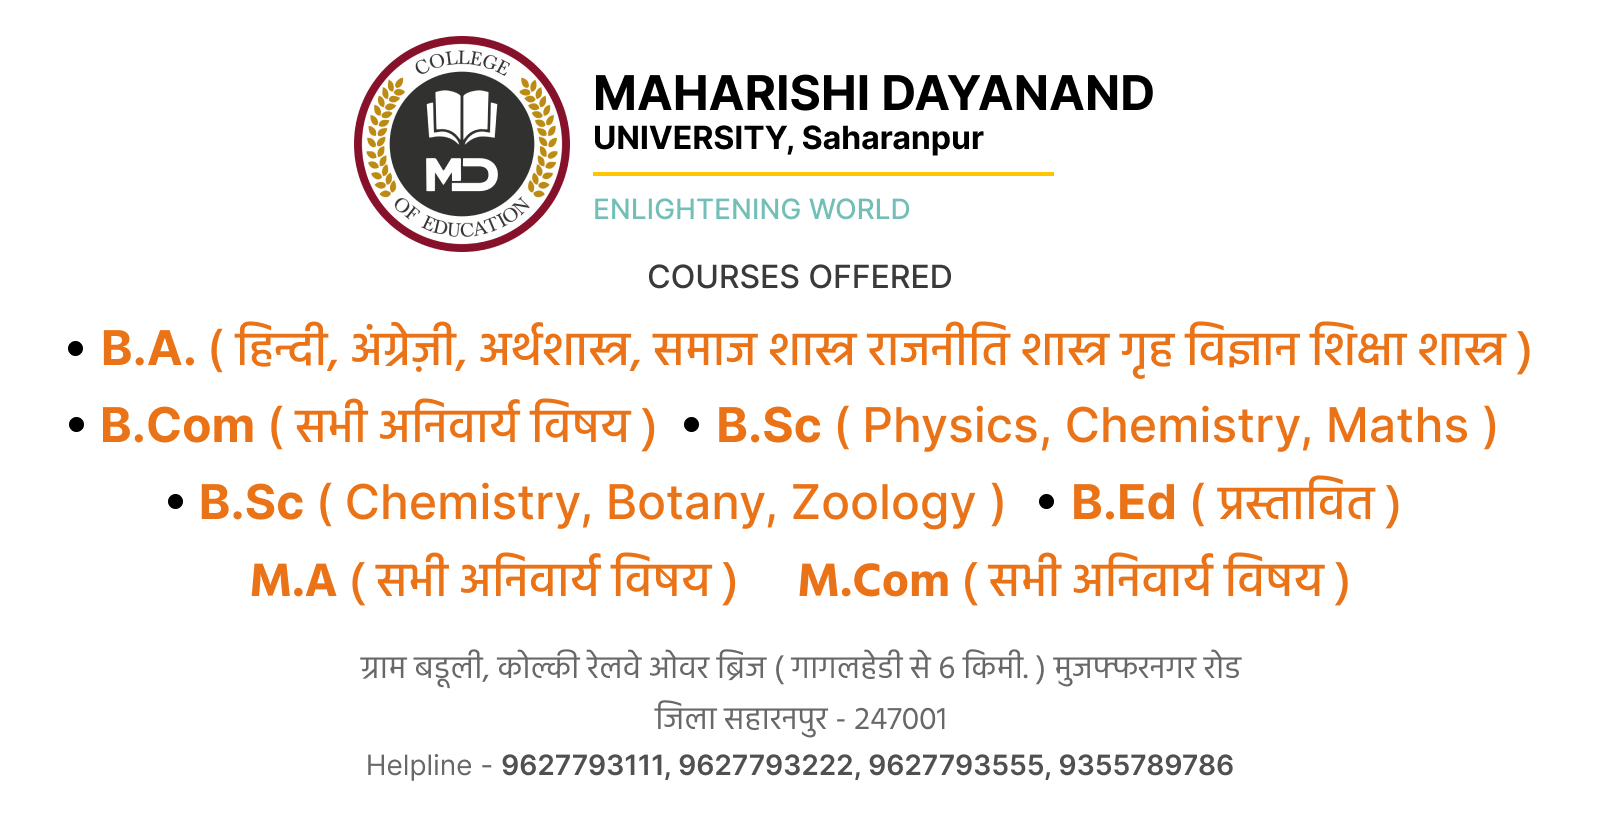 COLLEGE
OF EDUCATION
MD
MAHARISHI DAYANAND
UNIVERSITY, Saharanpur
ENLIGHTENING WORLD
COURSES OFFERED
• B.A. ( हिन्दी, अंग्रेज़ी, अर्थशास्त्र, समाज शास्त्र राजनीति शास्त्र गृह विज्ञान शिक्षा शास्त्र )
• B.Com ( सभी अनिवार्य विषय ) • B.Sc ( Physics, Chemistry, Maths )
• B.Sc ( Chemistry, Botany, Zoology ) • B.Ed ( प्रस्तावित )
M.A ( सभी अनिवार्य विषय ) M.Com ( सभी अनिवार्य विषय )
ग्राम बडूली, कोल्की रेलवे ओवर ब्रिज ( गागलहेडी से 6 किमी. ) मुजफ्फरनगर रोड
जिला सहारनपुर - 247001
Helpline - 9627793111, 9627793222, 9627793555, 9355789786